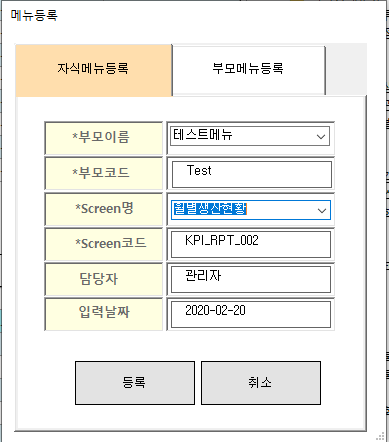 메뉴등록
자식메뉴등록 부모메뉴등록
*부모이름 테스트메뉴
*부모코드 Test
*Screen명 월별생산현황
*Screen코드 KPI_RPT_002
담당자 관리자
입력날짜 2020-02-20
등록 취소